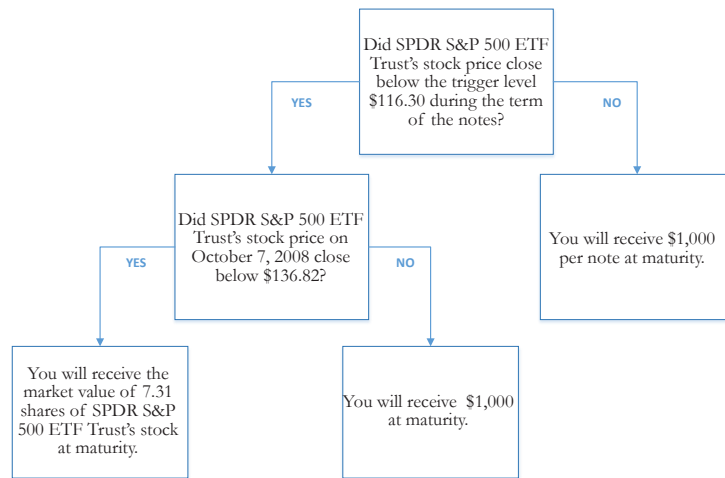 Did SPDR S&P 500 ETF
Trust's stock price close
below the trigger level
$116.30 during the term
of the notes?
YES
NO
Did SPDR S&P 500 ETF
Trust's stock price on
October 7, 2008 close
below $136.82?
You will receive $1,000
per note at maturity.
YES
NO
You will receive the
market value of 7.31
shares of SPDR S&P
500 ETF Trust's stock
at maturity.
You will receive $1,000
at maturity.